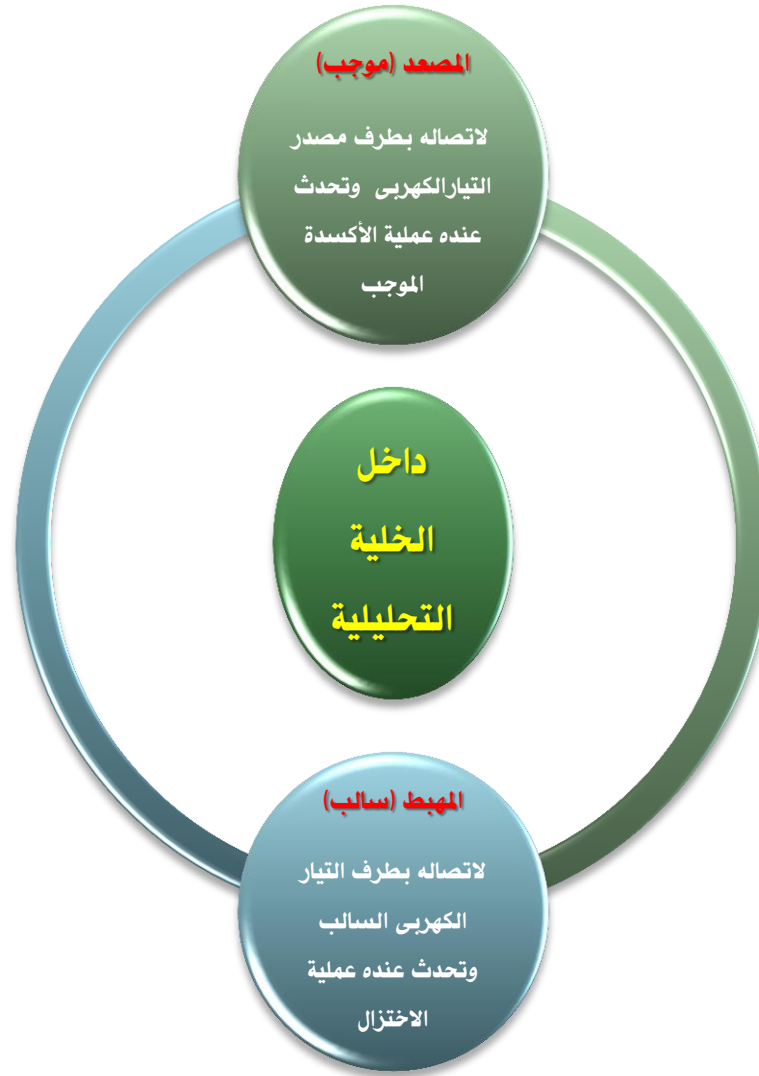 المصعد (موجب)
لاتصاله بطرف مصدر
التيارالكهربى وتحدث
عنده عملية الأكسدة
الموجب
داخل
الخلية
التحليلية
المهبط (سالب)
لاتصاله بطرف التيار
الكهربى السالب
وتحدث عنده عملية
الاختزال